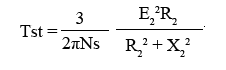 Tst = 3/(2πNs) E₂²R₂/(R₂² + X₂²).